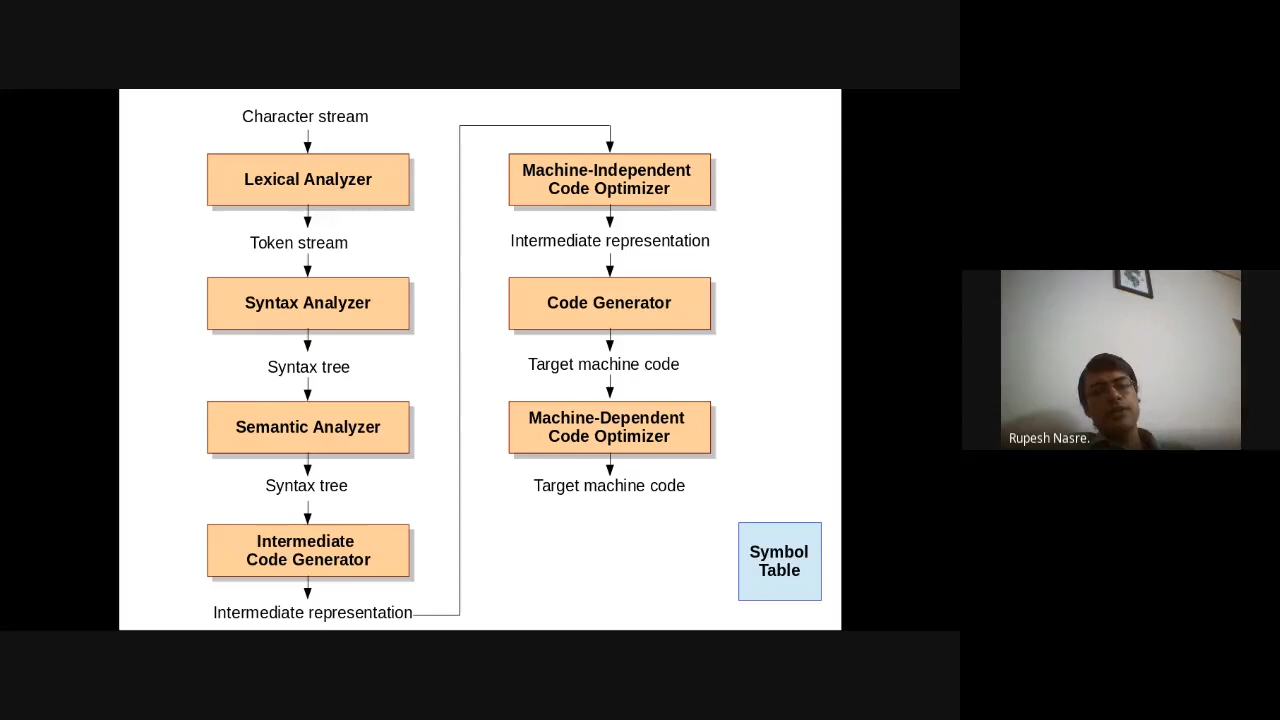 Character stream
Lexical Analyzer
Token stream
Syntax Analyzer
Syntax tree
Semantic Analyzer
Syntax tree
Intermediate
Code Generator
Intermediate representation
Machine-Independent
Code Optimizer
Intermediate representation
Code Generator
Target machine code
Machine-Dependent
Code Optimizer
Target machine code
Symbol
Table
Rupesh Nasre.